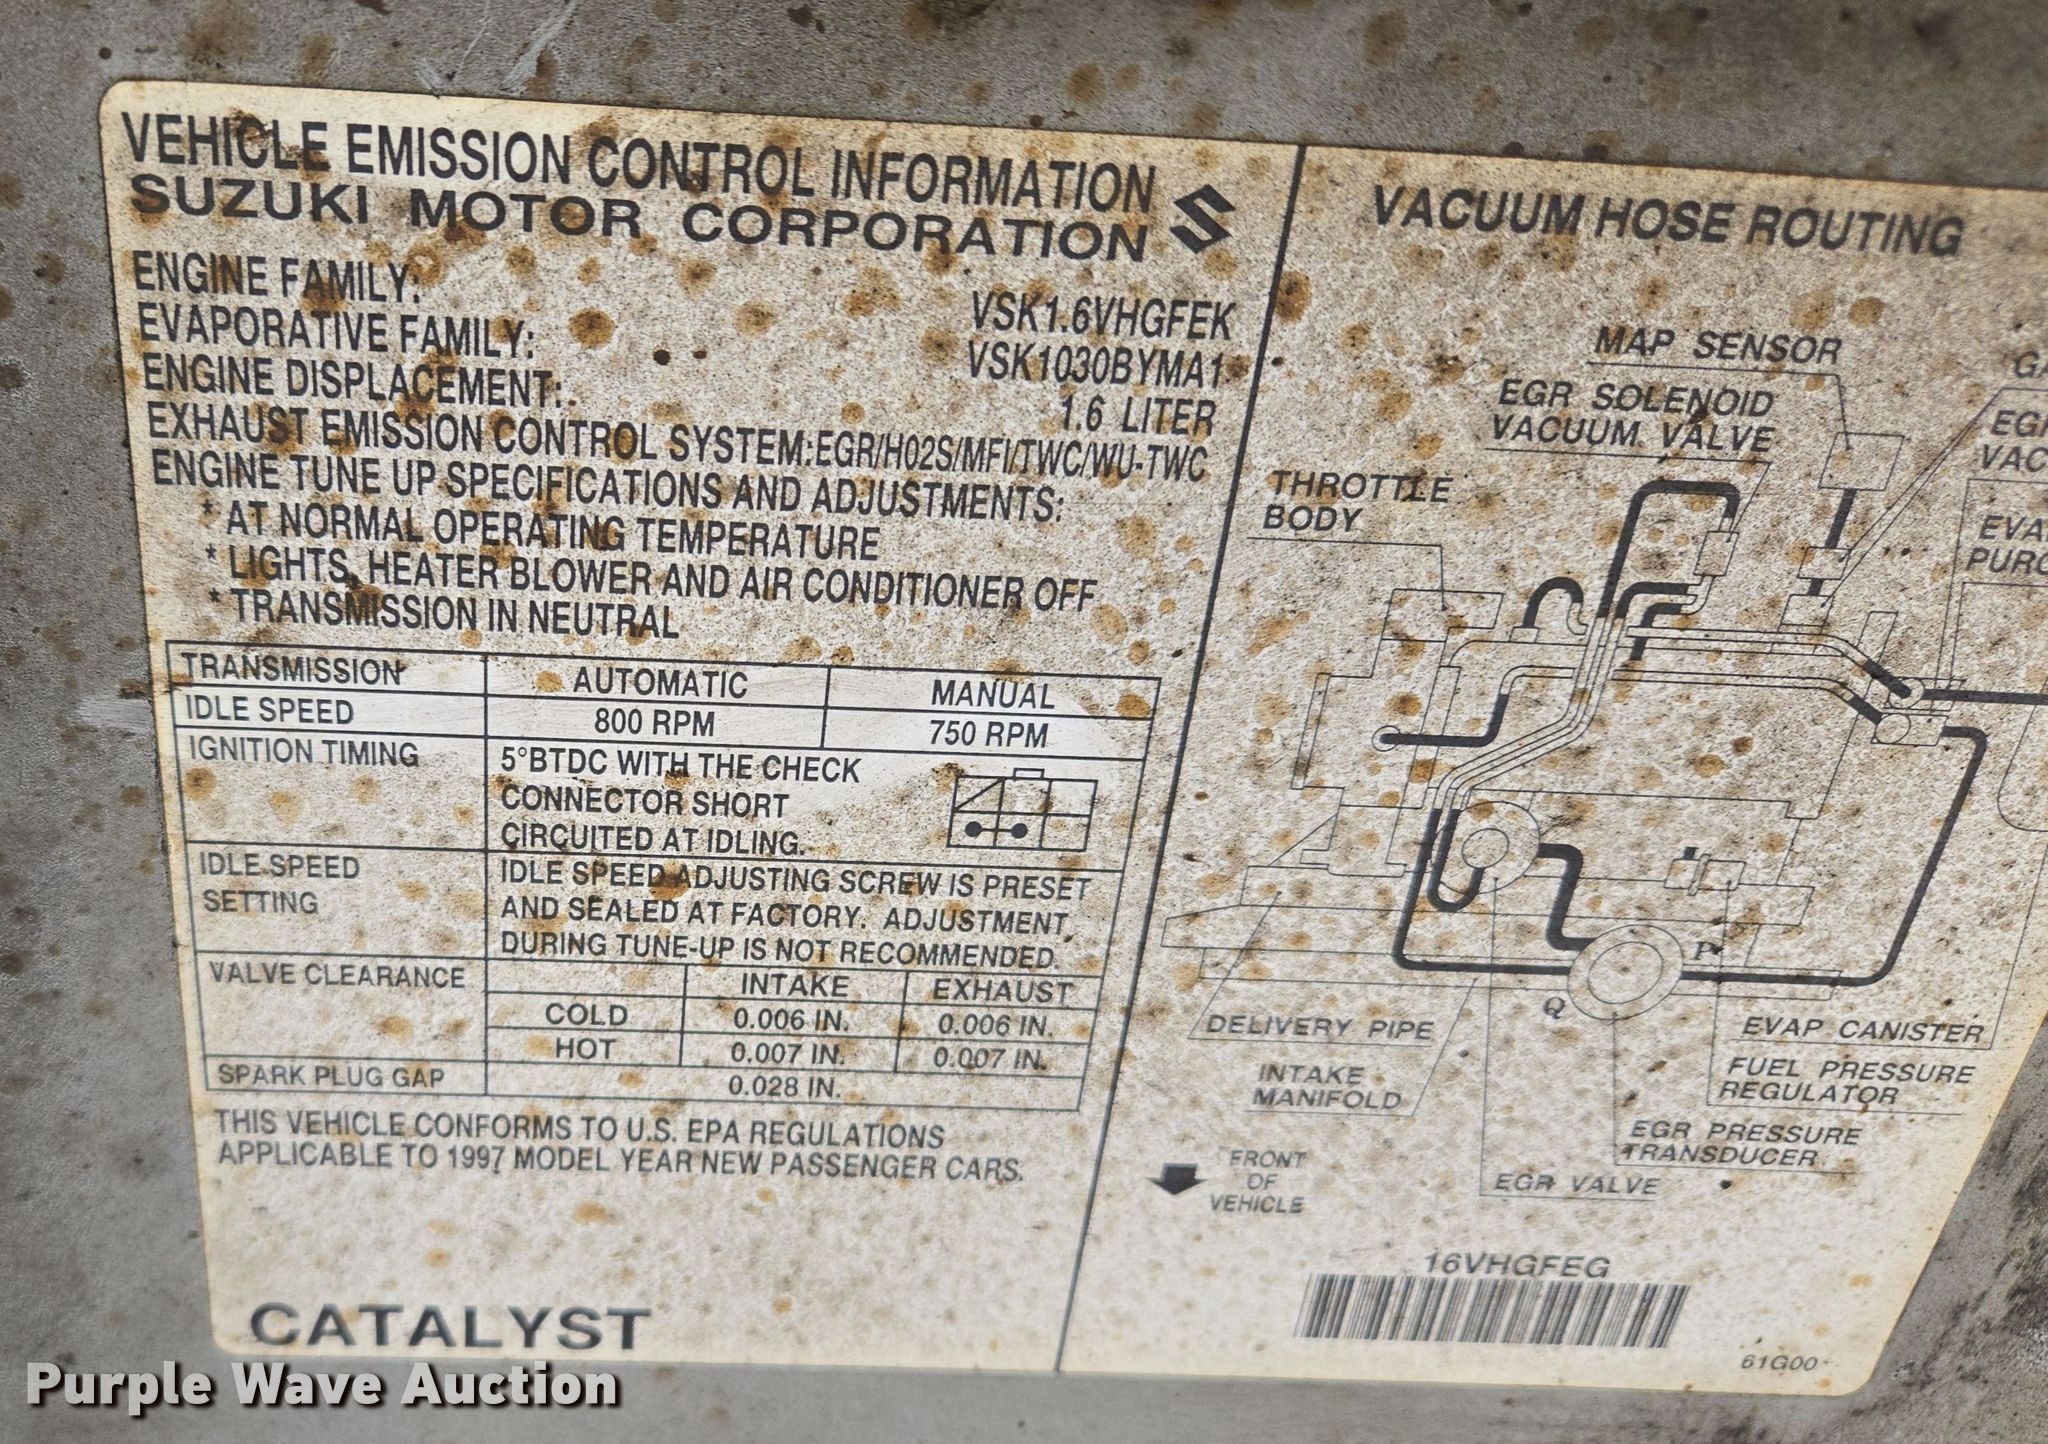 VEHICLE EMISSION CONTROL INFORMATION
SUZUKI MOTOR CORPORATION
ENGINE FAMILY: VSK1.6VHGFEK
EVAPORATIVE FAMILY: VSK1030BYMA1
ENGINE DISPLACEMENT: 1.6 LITER
EXHAUST EMISSION CONTROL SYSTEM:EGR/HO2S/MFI/TWC/WU-TWC
ENGINE TUNE UP SPECIFICATIONS AND ADJUSTMENTS:
* AT NORMAL OPERATING TEMPERATURE
* LIGHTS, HEATER BLOWER AND AIR CONDITIONER OFF
* TRANSMISSION IN NEUTRAL
TRANSMISSION AUTOMATIC MANUAL
IDLE SPEED 800 RPM 750 RPM
IGNITION TIMING 5°BTDC WITH THE CHECK
CONNECTOR SHORT
CIRCUITED AT IDLING.
IDLE SPEED IDLE SPEED ADJUSTING SCREW IS PRESET
SETTING AND SEALED AT FACTORY. ADJUSTMENT
DURING TUNE-UP IS NOT RECOMMENDED.
VALVE CLEARANCE INTAKE EXHAUST
COLD 0.006 IN. 0.006 IN.
HOT 0.007 IN. 0.007 IN.
SPARK PLUG GAP 0.028 IN.
THIS VEHICLE CONFORMS TO U.S. EPA REGULATIONS
APPLICABLE TO 1997 MODEL YEAR NEW PASSENGER CARS.
CATALYST
VACUUM HOSE ROUTING
MAP SENSOR
EGR SOLENOID
VACUUM VALVE
THROTTLE
BODY
P
Q
DELIVERY PIPE
INTAKE
MANIFOLD
EVAP CANISTER
FUEL PRESSURE
REGULATOR
EGR PRESSURE
TRANSDUCER
EGR VALVE
FRONT
OF
VEHICLE
16VHGFEG
61G00
Purple Wave Auction